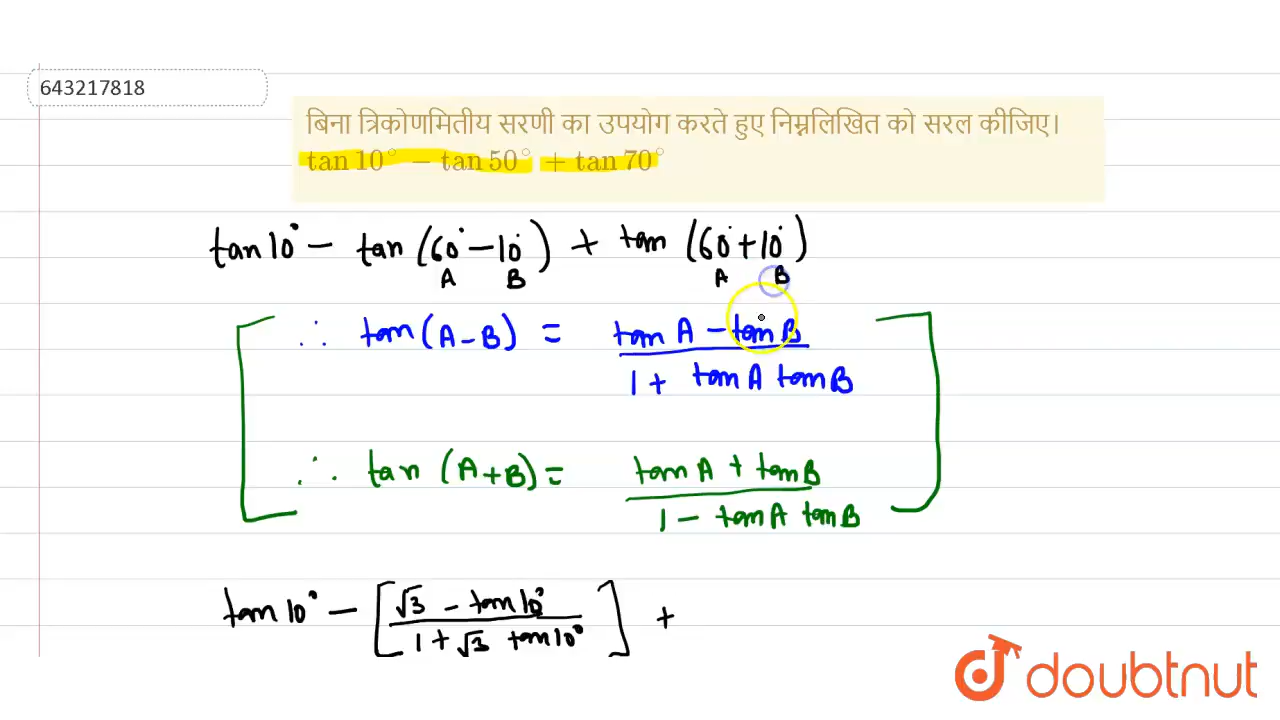 643217818
बिना त्रिकोणमितीय सरणी का उपयोग करते हुए निम्नलिखित को सरल कीजिए।
tan 10° − tan 50° + tan 70°
tan 10° − tan (60° − 10°) + tan (60° + 10°)
A B A B
∴ tan (A − B) = tan A − tan B
1 + tan A tan B
∴ tan (A + B) = tan A + tan B
1 − tan A tan B
tan 10° − [√3 − tan 10° +
1 + √3 tan 10°]
doubtnut